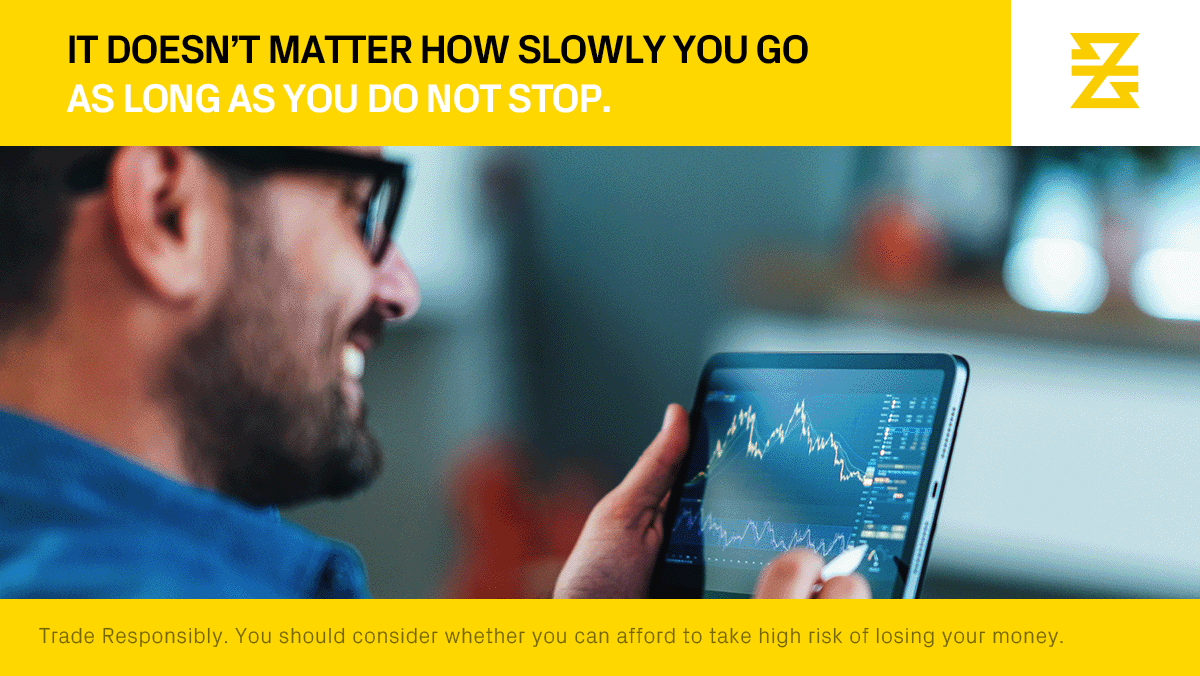 IT DOESN’T MATTER HOW SLOWLY YOU GO
AS LONG AS YOU DO NOT STOP.
Trade Responsibly. You should consider whether you can afford to take high risk of losing your money.